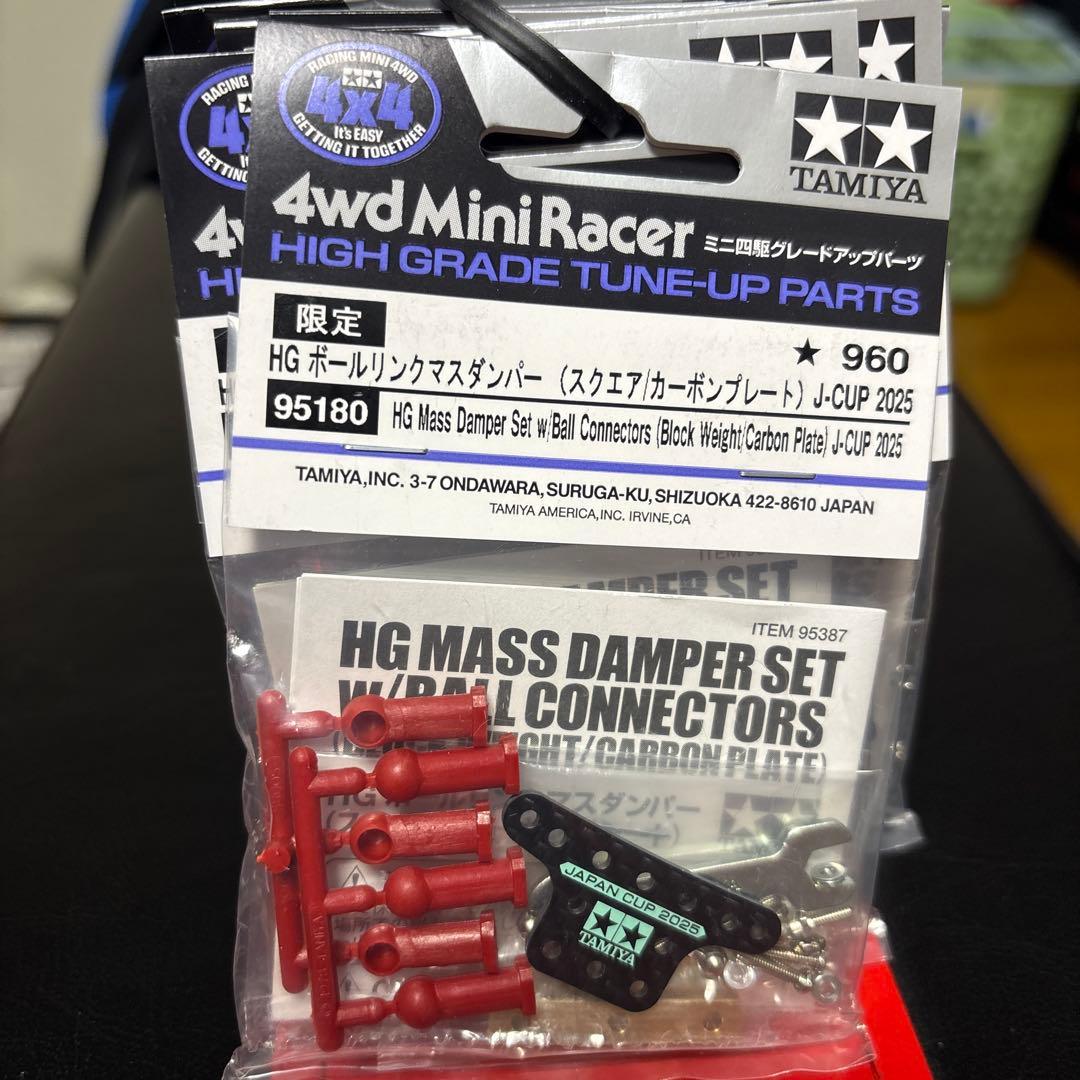 RACING MINI 4WD
4x4
It's EASY
GETTING IT TOGETHER
TAMIYA
4wd Mini Racer ミニ四駆グレードアップパーツ
HIGH GRADE TUNE-UP PARTS
限定
★ 960
HG ボールリンクマスダンパー (スクエア/カーボンプレート) J-CUP 2025
95180 HG Mass Damper Set w/Ball Connectors (Block Weight/Carbon Plate) J-CUP 2025
TAMIYA,INC. 3-7 ONDAWARA, SURUGA-KU, SHIZUOKA 422-8610 JAPAN
TAMIYA AMERICA, INC. IRVINE, CA
ITEM 95387
HG MASS DAMPER SET
w/BALL CONNECTORS
JAPAN CUP 2025
TAMIYA